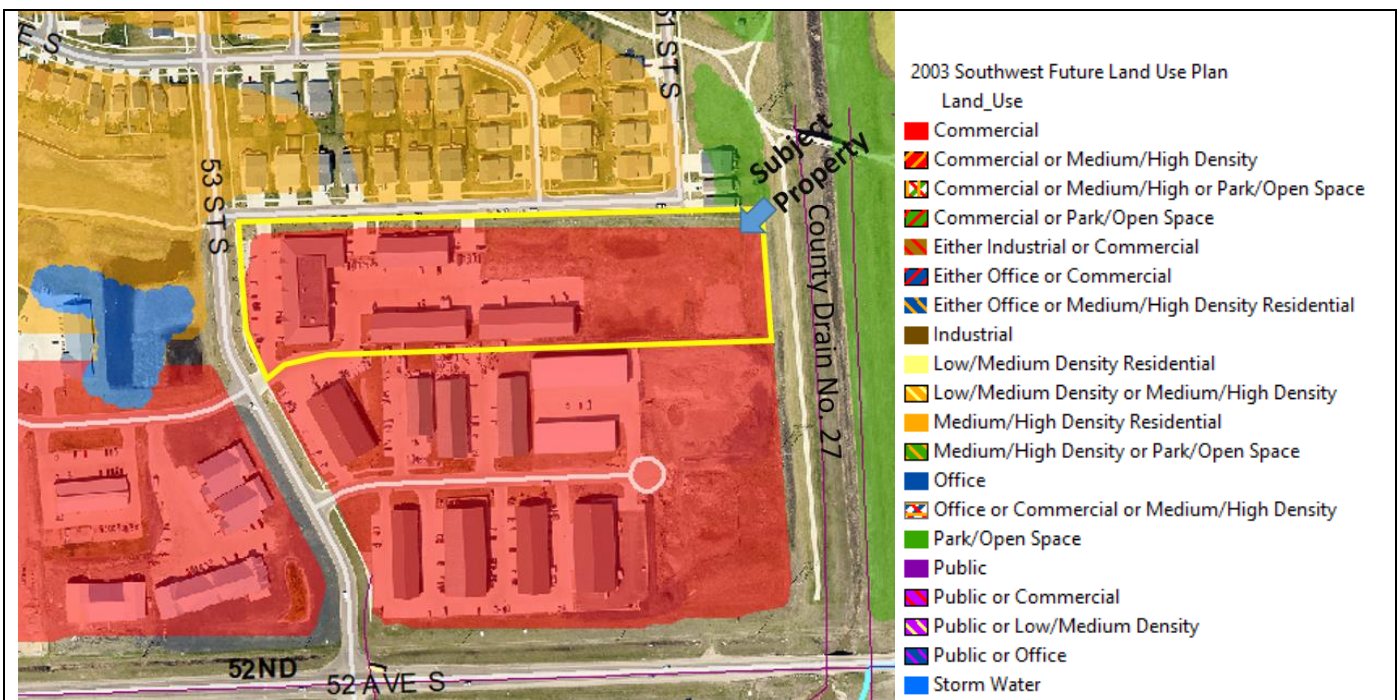 E S
51 ST S
53 ST S
Subject
Property
County Drain No. 27
52ND
52 AVE S
2003 Southwest Future Land Use Plan
Land_Use
Commercial
Commercial or Medium/High Density
Commercial or Medium/High or Park/Open Space
Commercial or Park/Open Space
Either Industrial or Commercial
Either Office or Commercial
Either Office or Medium/High Density Residential
Industrial
Low/Medium Density Residential
Low/Medium Density or Medium/High Density
Medium/High Density Residential
Medium/High Density or Park/Open Space
Office
Office or Commercial or Medium/High Density
Park/Open Space
Public
Public or Commercial
Public or Low/Medium Density
Public or Office
Storm Water